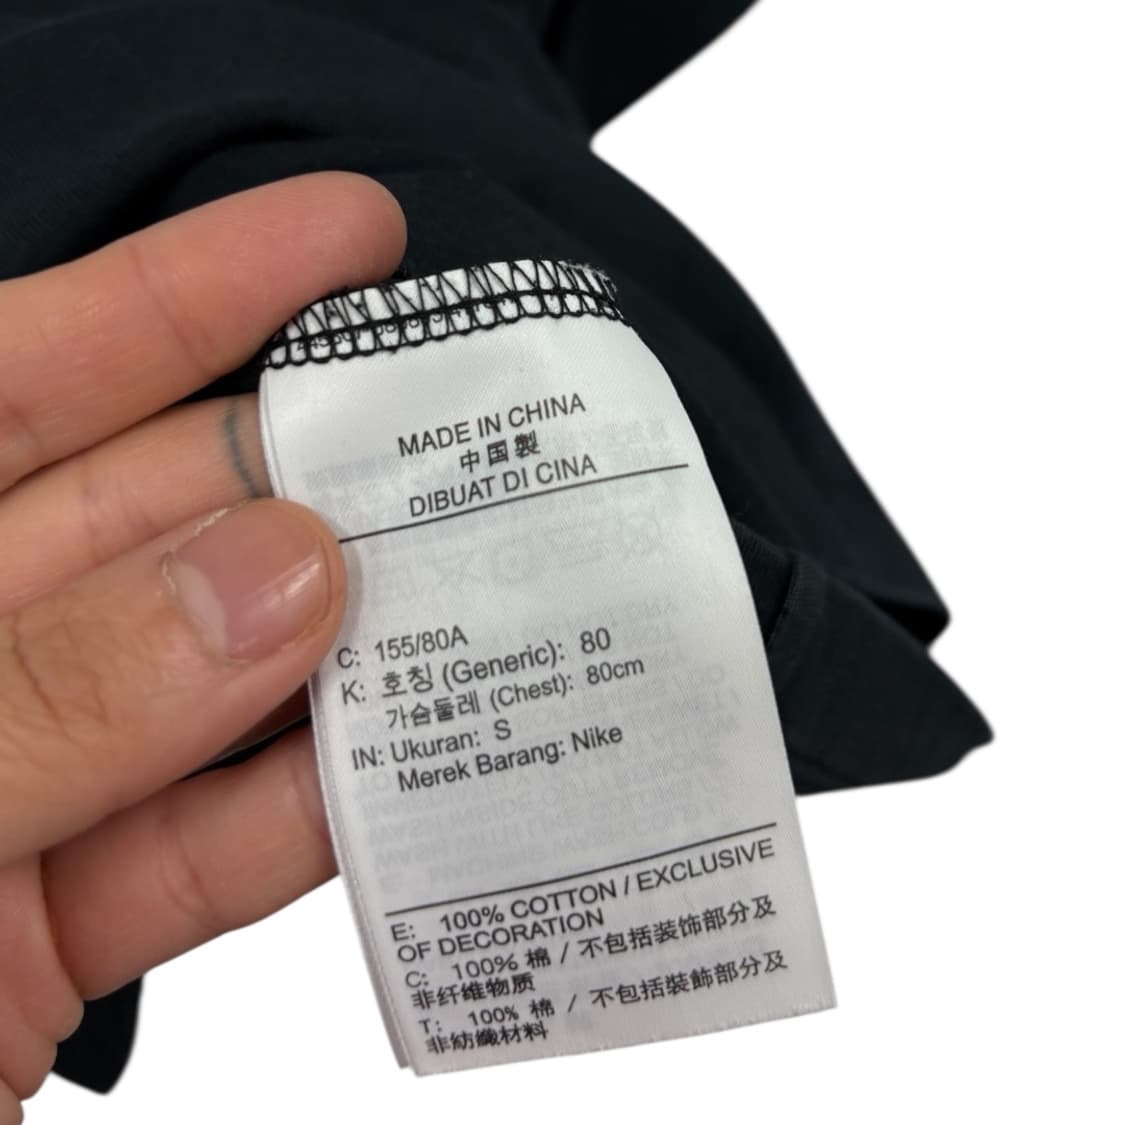 MADE IN CHINA
中国製
DIBUAT DI CINA
C: 155/80A
K: 호칭 (Generic): 80
가슴둘레 (Chest): 80cm
IN: Ukuran: S
Merek Barang: Nike
E: 100% COTTON / EXCLUSIVE
OF DECORATION
C: 100% 棉 / 不包括装饰部分及
非纤维物质
T: 100% 棉 / 不包括裝飾部分及
非紡織材料